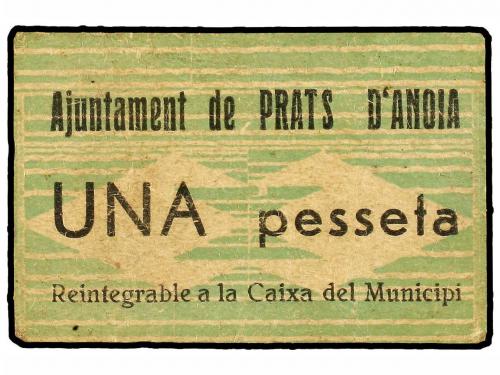 Ajuntament de PRATS D'ANOIA
UNA pesseta
Reintegrable a la Caixa del Municipi